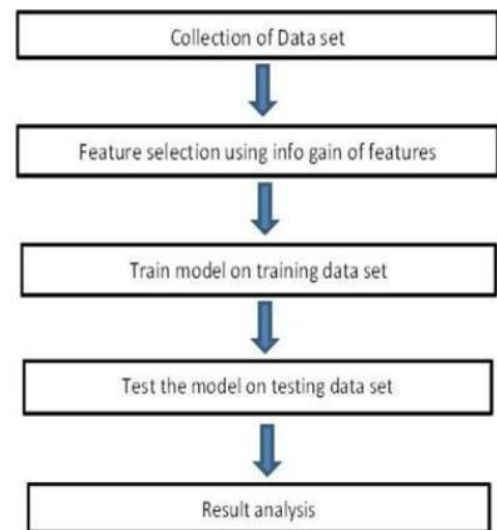 Collection of Data set
Feature selection using info gain of features
Train model on training data set
Test the model on testing data set
Result analysis